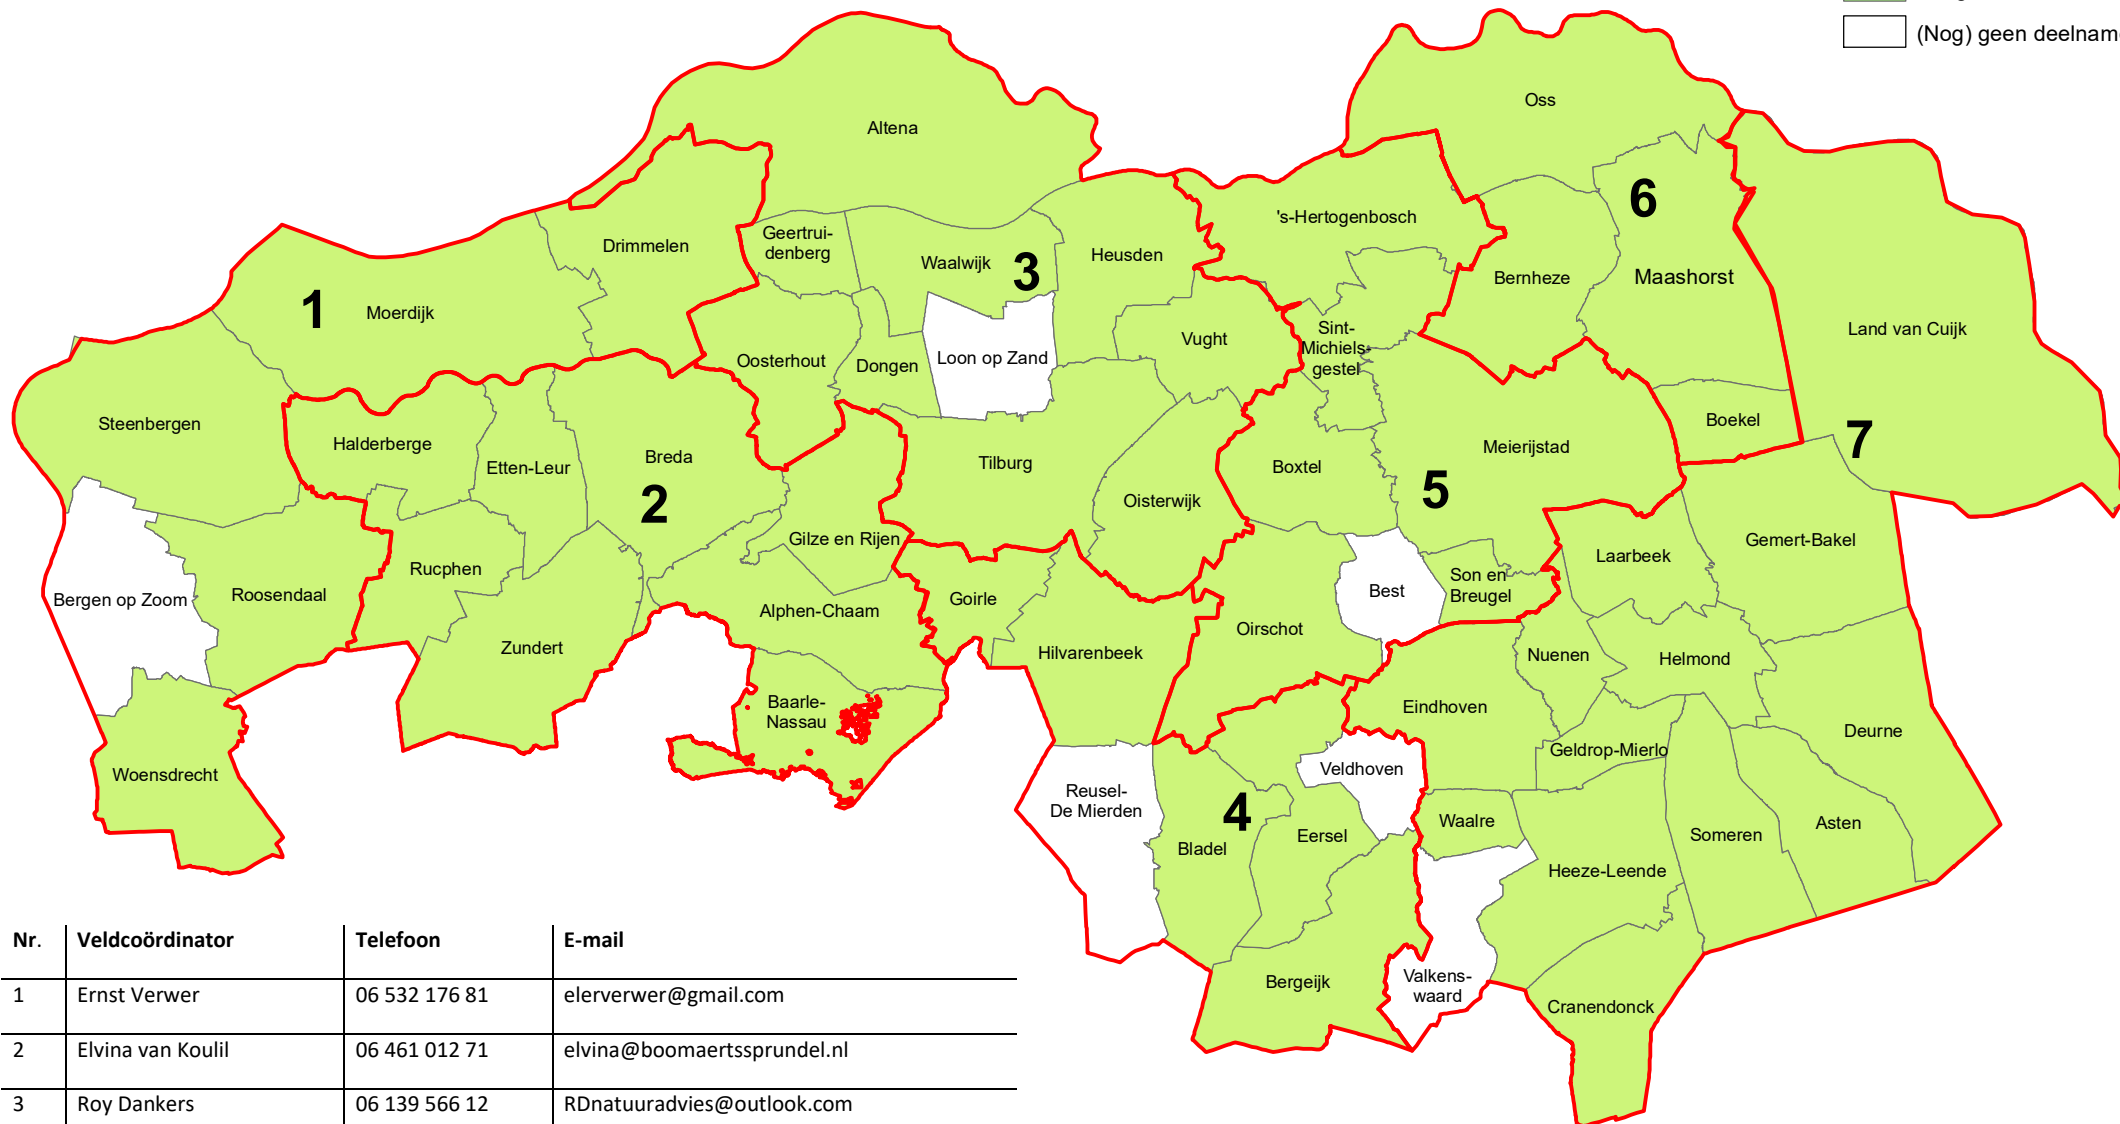 (Nog) geen
Oss
Altena
6
's-Hertogenbosch
Drimmelen
Geertrui-
denberg
Waalwijk
3
Heusden
Bernheze
Maashorst
1
Moerdijk
Land van Cuijk
Sint-
Michiels-
gestel
Vught
Oosterhout
Dongen
Loon op Zand
Steenbergen
Halderberge
Etten-Leur
Breda
2
Tilburg
Oisterwijk
Boxtel
5
Meierijstad
Boekel
7
Gemert-Bakel
Gilze en Rijen
Laarbeek
Rucphen
Roosendaal
Bergen op Zoom
Son en
Breugel
Best
Goirle
Alphen-Chaam
Oirschot
Zundert
Hilvarenbeek
Nuenen
Helmond
Baarle-
Nassau
Eindhoven
Deurne
Geldrop-Mierlo
Woensdrecht
Veldhoven
Reusel-
De Mierden
4
Bladel
Eersel
Waalre
Someren
Asten
Heeze-Leende
Bergeijk
Valkens-
waard
Cranendonck
Nr. Veldcoördinator Telefoon E-mail
1 Ernst Verwer 06 532 176 81 elerverwer@gmail.com
2 Elvina van Koulil 06 461 012 71 elvina@boomaertssprundel.nl
3 Roy Dankers 06 139 566 12 RDnatuuradvies@outlook.com